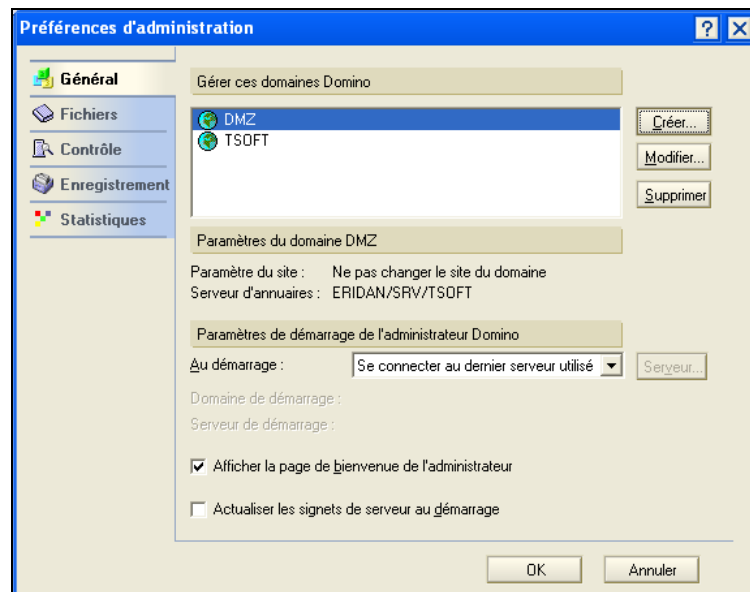 Préférences d'administration
Général
Fichiers
Contrôle
Enregistrement
Statistiques
Gérer ces domaines Domino
DMZ
TSOFT
Créer...
Modifier...
Supprimer
Paramètres du domaine DMZ
Paramètre du site : Ne pas changer le site du domaine
Serveur d'annuaires : ERIDAN/SRV/TSOFT
Paramètres de démarrage de l'administrateur Domino
Au démarrage : Se connecter au dernier serveur utilisé Serveur...
Domaine de démarrage :
Serveur de démarrage :
Afficher la page de bienvenue de l'administrateur
Actualiser les signets de serveur au démarrage
OK Annuler